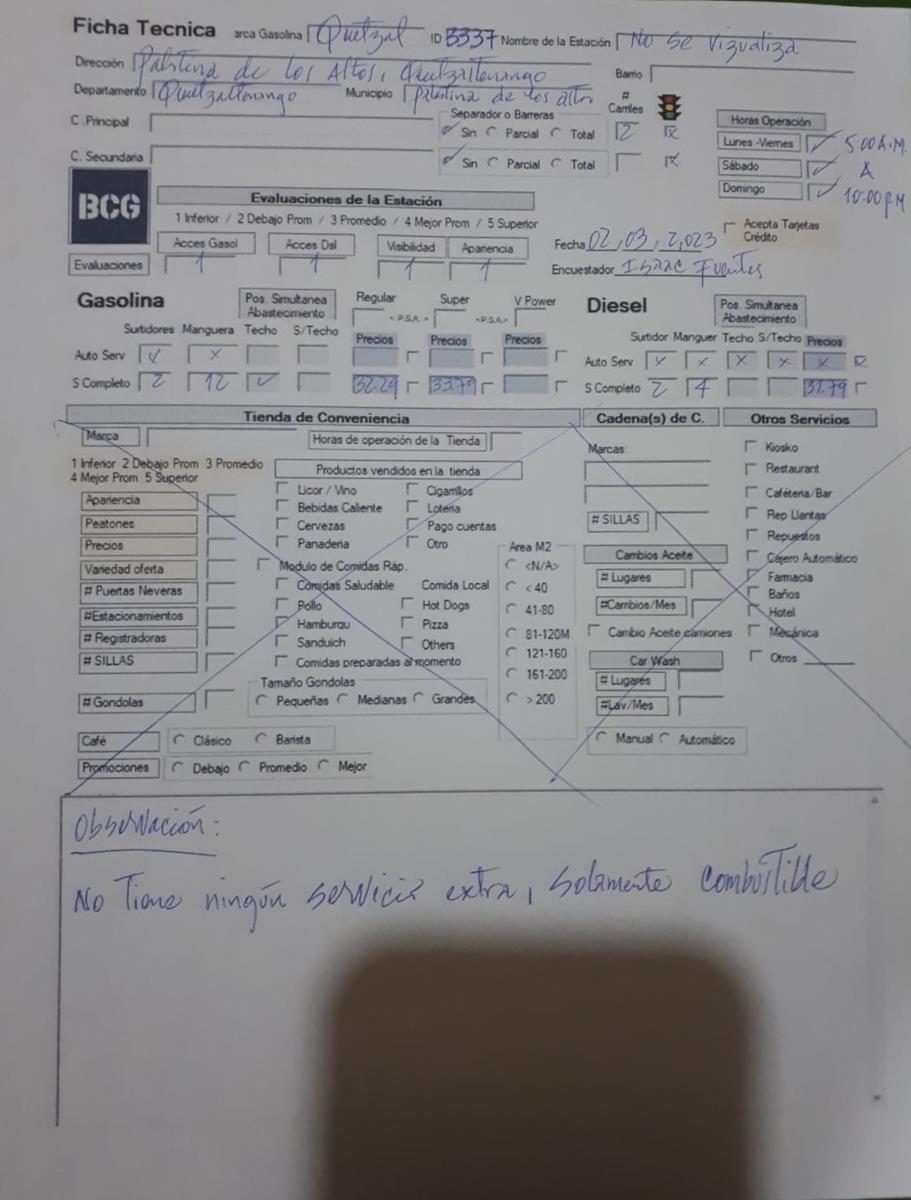 Ficha Tecnica arca Gasolina Quetzal ID B337 Nombre de la Estación No se vizualiza
Dirección Palestina de los Altos, Quetzaltenango Barrio
Departamento Quetzaltenango Municipio Palestina de los altos
Separador o Barreras # Carriles
C .Principal Sin Parcial Total 2
C. Secundaria Sin Parcial Total
Horas Operación
Lunes -Viernes 5:00 A.M.
Sábado A
Domingo 10:00 P.M
BCG
Evaluaciones de la Estación
1 Inferior / 2 Debajo Prom / 3 Promedio / 4 Mejor Prom / 5 Superior
Acces Gasol Acces Dsl Visibilidad Apariencia
Evaluaciones 1 1 1 1
Fecha 02, 03, 2,023 Acepta Tarjetas Crédito
Encuestador Isaac Fuentes
Gasolina Pos. Simultanea Abastecimiento Regular <P.S.A.> Super <P.S.A> V Power
Surtidores Manguera Techo S/Techo Precios Precios Precios
Auto Serv x
S Completo 2 12 32.29 33.79
Diesel Pos. Simultanea Abastecimiento
Surtidor Manguer Techo S/Techo Precios
Auto Serv x x x x x
S Completo 2 4 31.79
Tienda de Conveniencia
Marca Horas de operación de la Tienda
1 Inferior 2 Debajo Prom 3 Promedio
4 Mejor Prom 5 Superior
Apariencia
Peatones
Precios
Variedad oferta
# Puertas Neveras
#Estacionamientos
# Registradoras
# SILLAS
# Gondolas
Productos vendidos en la tienda
Licor / Vino Cigarrillos
Bebidas Caliente Loteria
Cervezas Pago cuentas
Panaderia Otro
Modulo de Comidas Ráp.
Comidas Saludable Comida Local
Pollo Hot Dogs
Hamburqu Pizza
Sanduich Others
Comidas preparadas al momento
Tamaño Gondolas
Pequeñas Medianas Grandes
Area M2
<N/A>
< 40
41-80
81-120M
121-160
161-200
> 200
Café Clásico Barista
Promociones Debajo Promedio Mejor
Cadena(s) de C.
Marcas:
# SILLAS
Cambios Aceite
# Lugares
#Cambios/Mes
Cambio Aceite camiones
Car Wash
# Lugares
#Lav/Mes
Manual Automático
Otros Servicios
Kiosko
Restaurant
Cafétena/Bar
Rep Llantas
Repuestos
Cajero Automático
Farmacia
Baños
Hotel
Mecánica
Otros
Observación:
No Tiene ningún servicio extra, solamente combustible